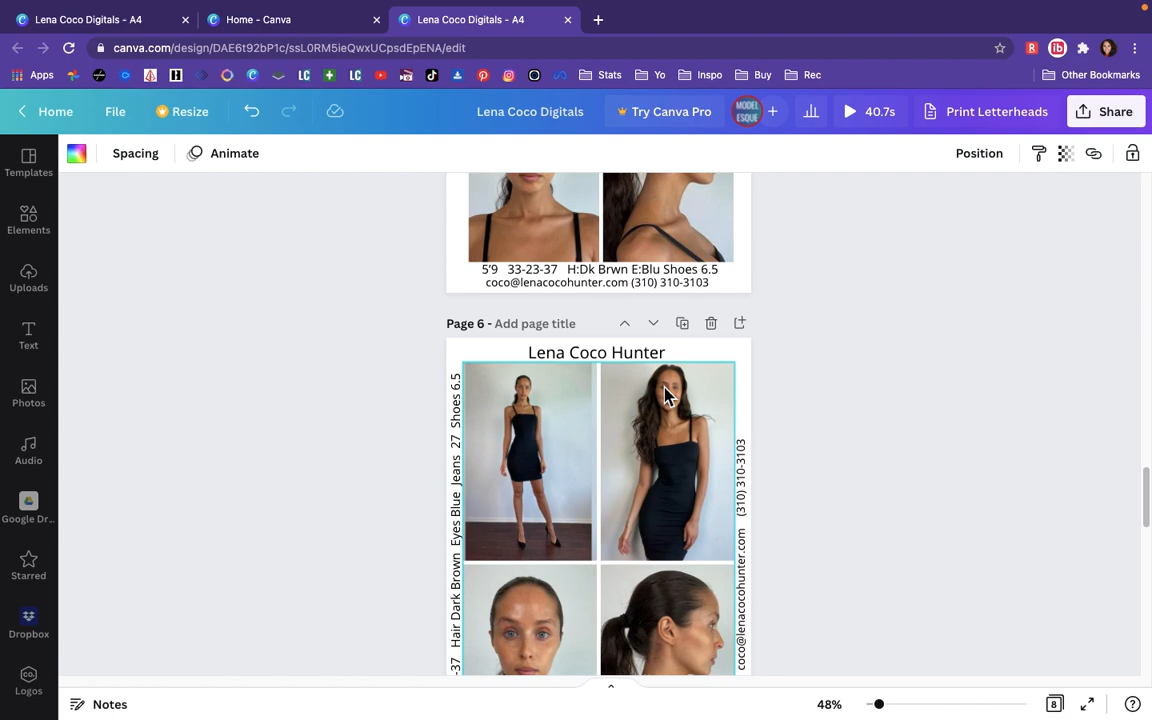 Lena Coco Digitals - A4
Home - Canva
Lena Coco Digitals - A4
canva.com/design/DAE6t92bP1c/ssL0RM5ieQwxUCpsdEpENA/edit
Apps
LC
LC
Stats
Yo
Inspo
Buy
Rec
Other Bookmarks
Home
File
Resize
Lena Coco Digitals
Try Canva Pro
MODEL
ESQUE
40.7s
Print Letterheads
Share
Spacing
Animate
Position
Templates
Elements
Uploads
Text
Photos
Audio
Google Dr...
Starred
Dropbox
Logos
5'9 33-23-37 H:Dk Brwn E:Blu Shoes 6.5
coco@lenacocohunter.com (310) 310-3103
Page 6 - Add page title
Lena Coco Hunter
-37 Hair Dark Brown Eyes Blue Jeans 27 Shoes 6.5
coco@lenacocohunter.com (310) 310-3103
Notes
48%
8